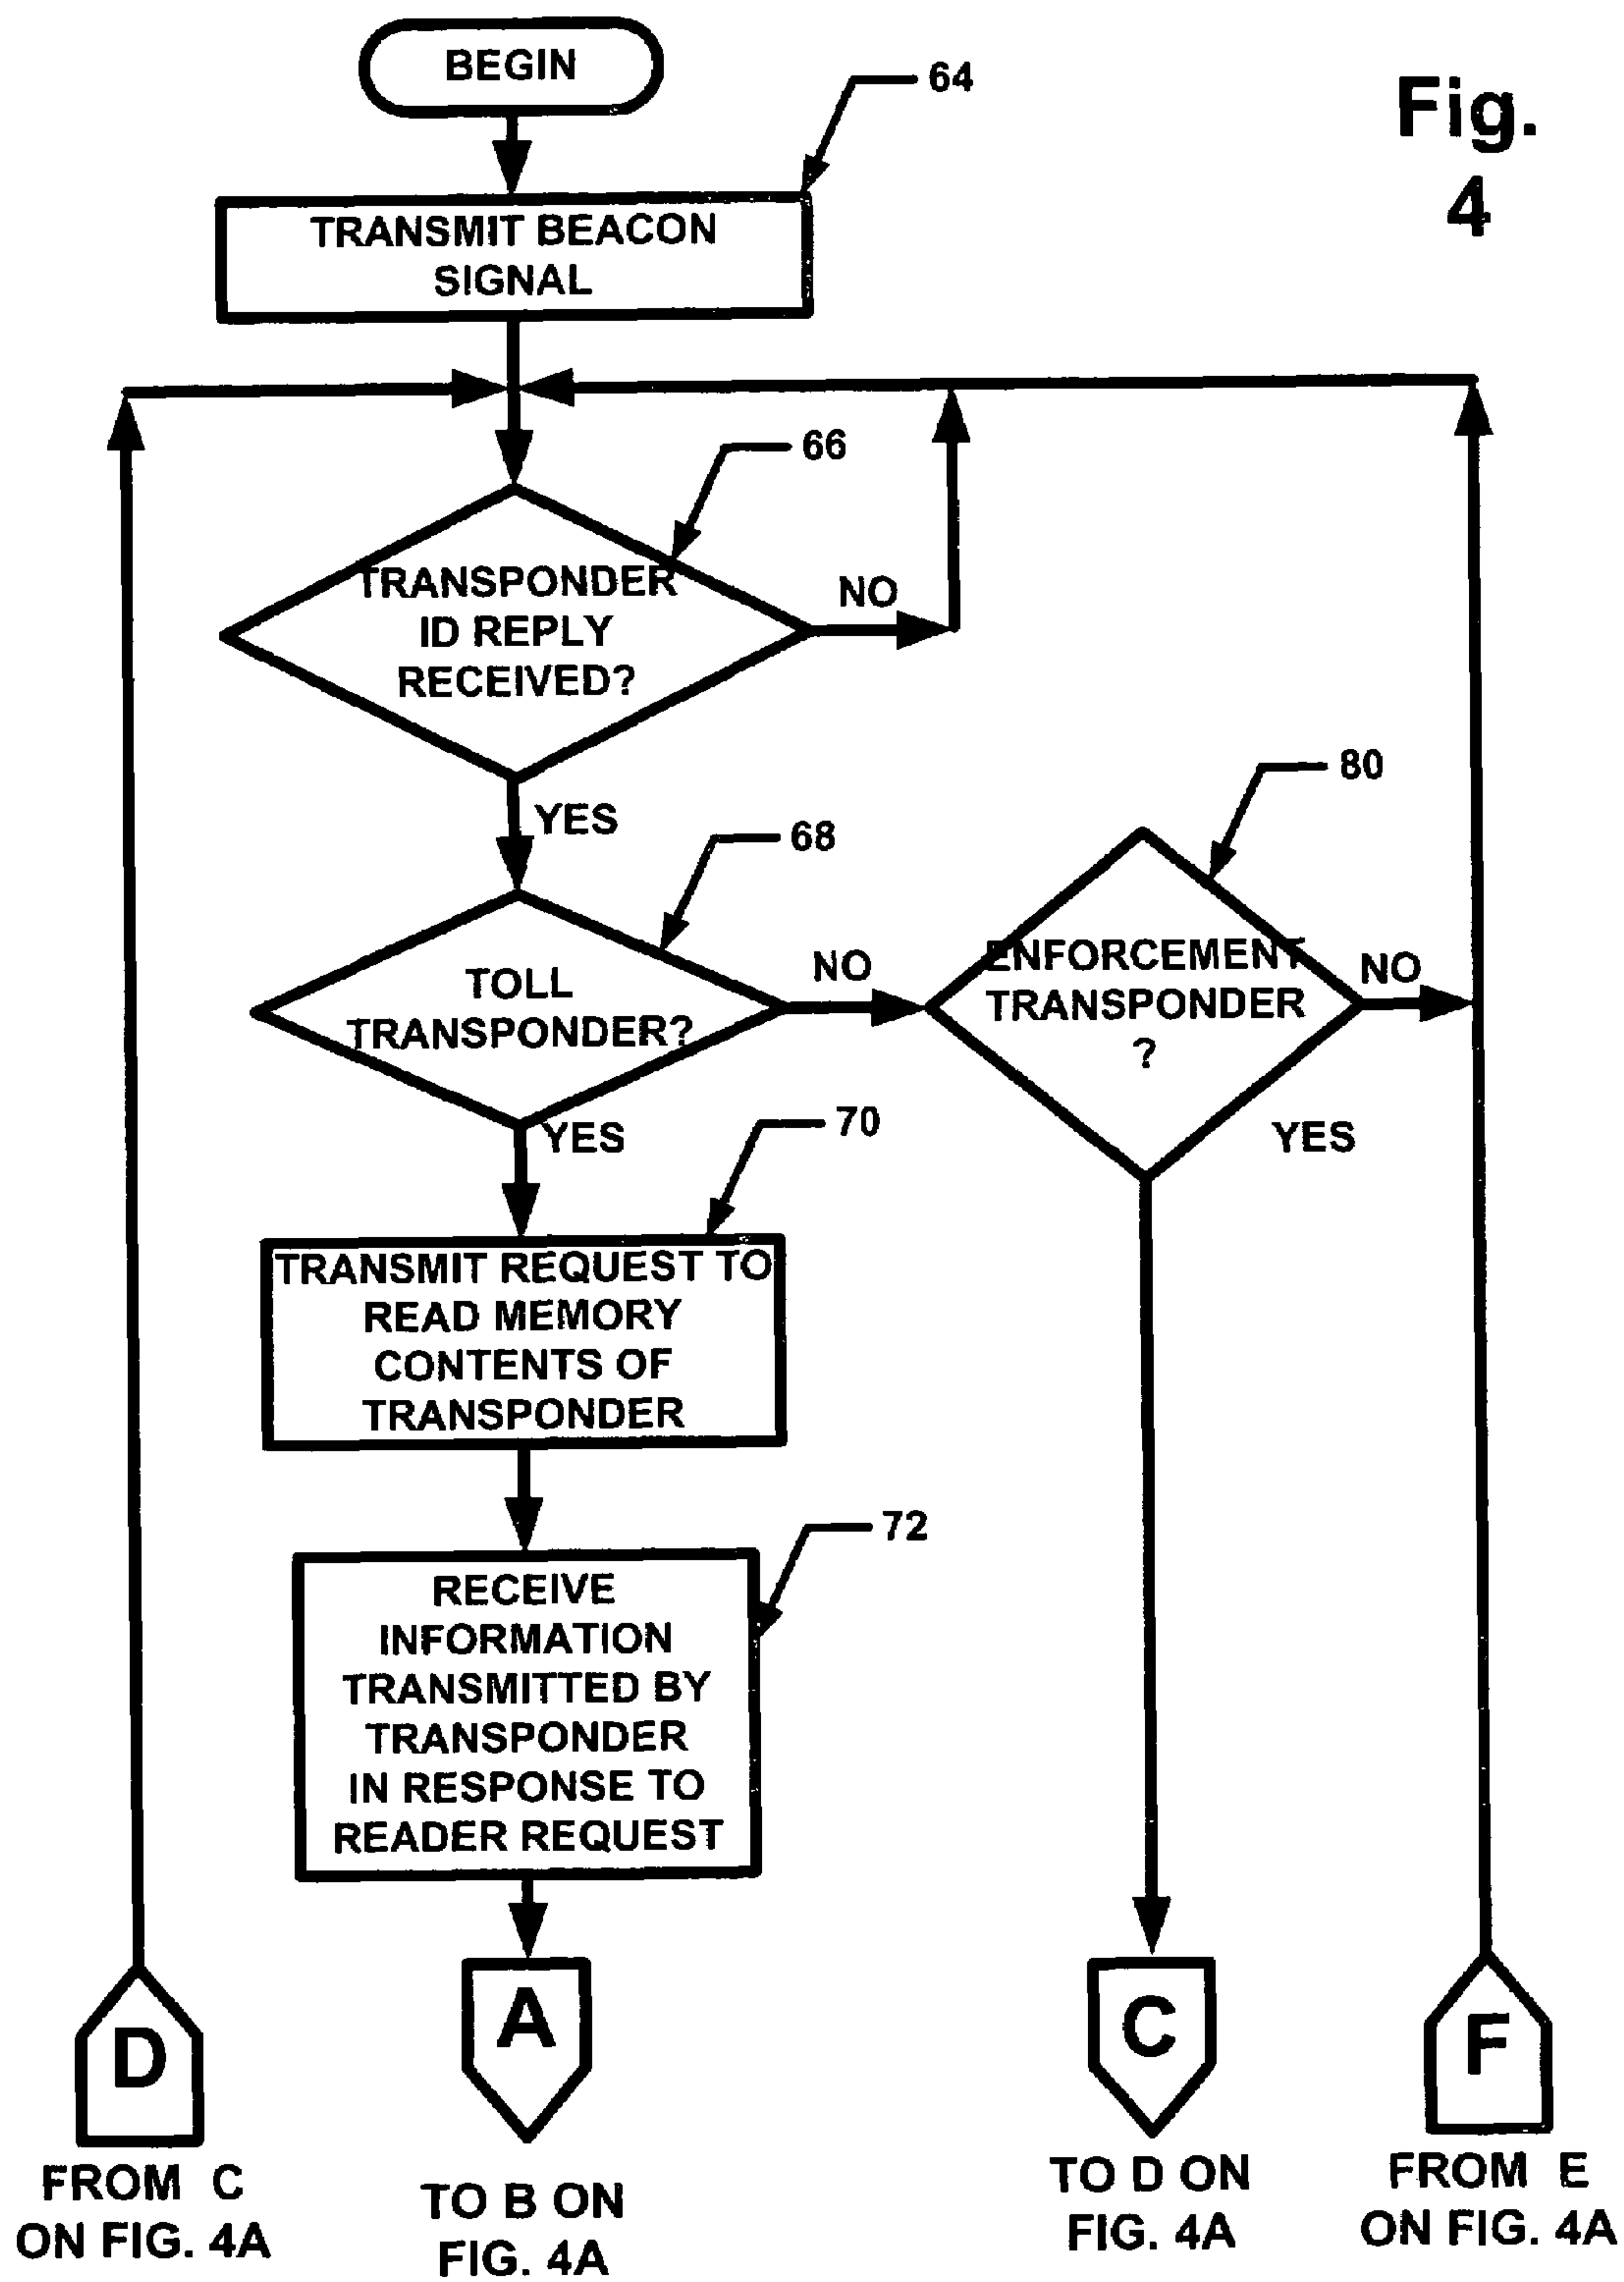 BEGIN
64
Fig.
4
TRANSMIT BEACON
SIGNAL
66
TRANSPONDER
ID REPLY
RECEIVED?
NO
YES
80
68
ENFORCEMENT
TRANSPONDER
?
NO
TOLL
TRANSPONDER?
NO
YES
YES
70
TRANSMIT REQUEST TO
READ MEMORY
CONTENTS OF
TRANSPONDER
72
RECEIVE
INFORMATION
TRANSMITTED BY
TRANSPONDER
IN RESPONSE TO
READER REQUEST
D
A
C
F
FROM C
ON FIG. 4A
TO B ON
FIG. 4A
TO D ON
FIG. 4A
FROM E
ON FIG. 4A